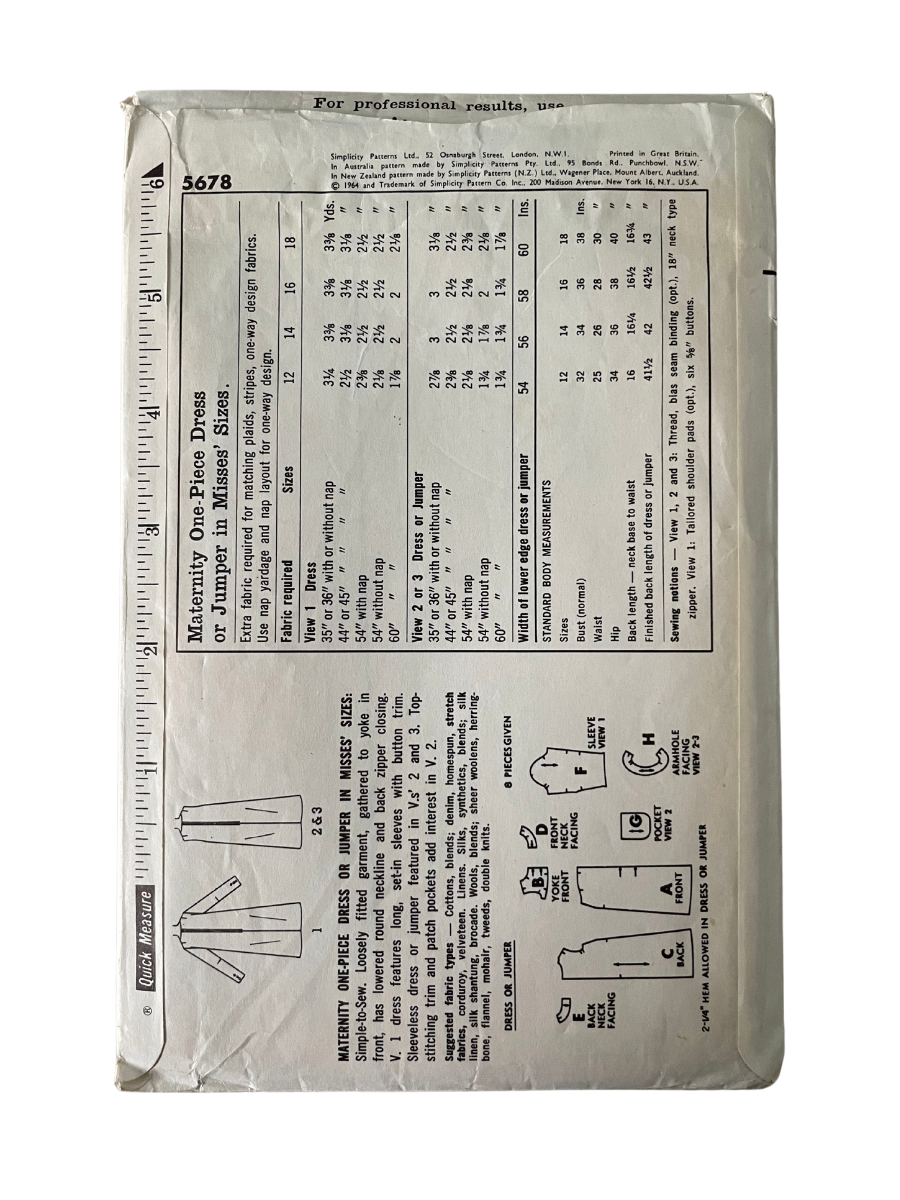 For professional results, use
5678
Simplicity Patterns Ltd., 52 Osnaburgh Street, London, N.W.1. Printed in Great Britain.
In Australia pattern made by Simplicity Patterns Pty. Ltd., 95 Bonds Rd., Punchbowl, N.S.W.
In New Zealand pattern made by Simplicity Patterns (N.Z.) Ltd., Wagener Place, Mount Albert, Auckland.
© 1964 and Trademark of Simplicity Pattern Co. Inc., 200 Madison Avenue, New York 16, N.Y., U.S.A.
® Quick Measure 1 2 3 4 5 6
1
2 & 3
MATERNITY ONE-PIECE DRESS OR JUMPER IN MISSES' SIZES:
Simple-to-Sew. Loosely fitted garment, gathered to yoke in
front, has lowered round neckline and back zipper closing.
V. 1 dress features long, set-in sleeves with button trim.
Sleeveless dress or jumper featured in V.s' 2 and 3. Top-
stitching trim and patch pockets add interest in V. 2.
Suggested fabric types — Cottons, blends; denim, homespun, stretch
fabrics, corduroy, velveteen. Linens. Silks, synthetics, blends; silk
linen, silk shantung, brocade. Wools, blends; sheer woolens, herring-
bone, flannel, mohair, tweeds, double knits.
DRESS OR JUMPER 8 PIECES GIVEN
E
BACK
NECK
FACING
C
BACK
B
YOKE
FRONT
A
FRONT
D
FRONT
NECK
FACING
G
POCKET
VIEW 2
F
SLEEVE
VIEW 1
H
ARMHOLE
FACING
VIEW 2-3
2-1/4" HEM ALLOWED IN DRESS OR JUMPER
Maternity One-Piece Dress
or Jumper in Misses' Sizes.
Extra fabric required for matching plaids, stripes, one-way design fabrics.
Use nap yardage and nap layout for one-way design.
Fabric required Sizes 12 14 16 18
View 1 Dress
35" or 36" with or without nap 3¼ 3⅜ 3⅜ 3⅜ Yds.
44" or 45" " " " 2½ 3⅛ 3⅛ 3⅛ "
54" with nap 2⅜ 2½ 2½ 2½ "
54" without nap 2⅛ 2½ 2½ 2½ "
60" " " 1⅞ 2 2 2⅛ "
View 2 or 3 Dress or Jumper
35" or 36" with or without nap 2⅞ 3 3 3⅛ "
44" or 45" " " " 2⅜ 2½ 2½ 2½ "
54" with nap 2⅛ 2⅛ 2⅛ 2⅜ "
54" without nap 1¾ 1⅞ 2 2⅛ "
60" " " 1¾ 1¾ 1¾ 1⅞ "
Width of lower edge dress or jumper 54 56 58 60 Ins.
STANDARD BODY MEASUREMENTS
Sizes 12 14 16 18
Bust (normal) 32 34 36 38 Ins.
Waist 25 26 28 30 "
Hip 34 36 38 40 "
Back length — neck base to waist 16 16¼ 16½ 16¾ "
Finished back length of dress or jumper 41½ 42 42½ 43 "
Sewing notions — View 1, 2 and 3: Thread, bias seam binding (opt.), 18" neck type
zipper. View 1: Tailored shoulder pads (opt.), six ⅝" buttons.